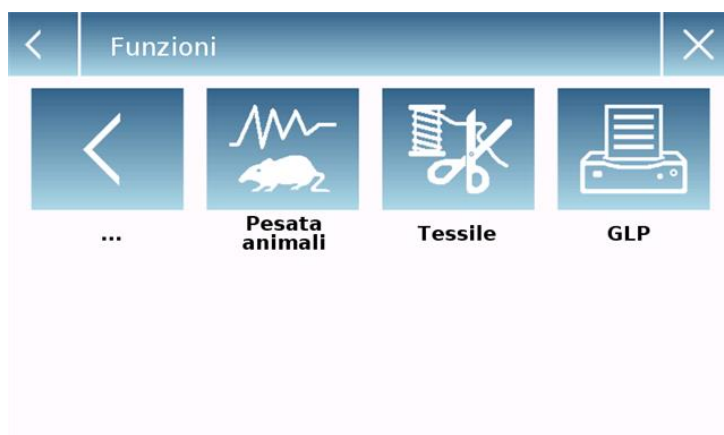 Funzioni
...
Pesata
animali
Tessile
GLP